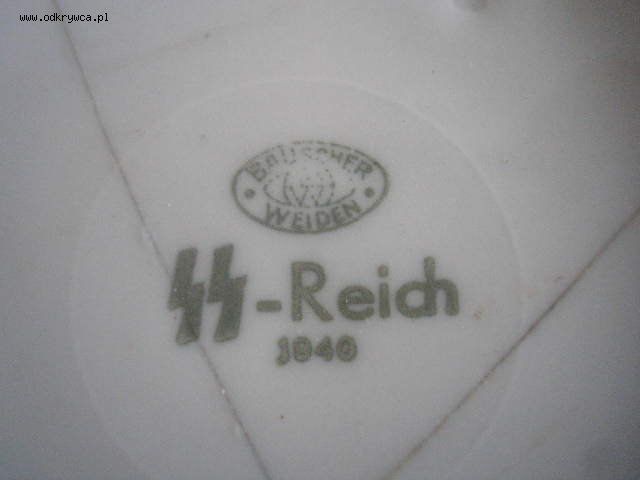 www.odkrywca.pl
BAUSCHER
WEIDEN
ᛋᛋ-Reich
1940